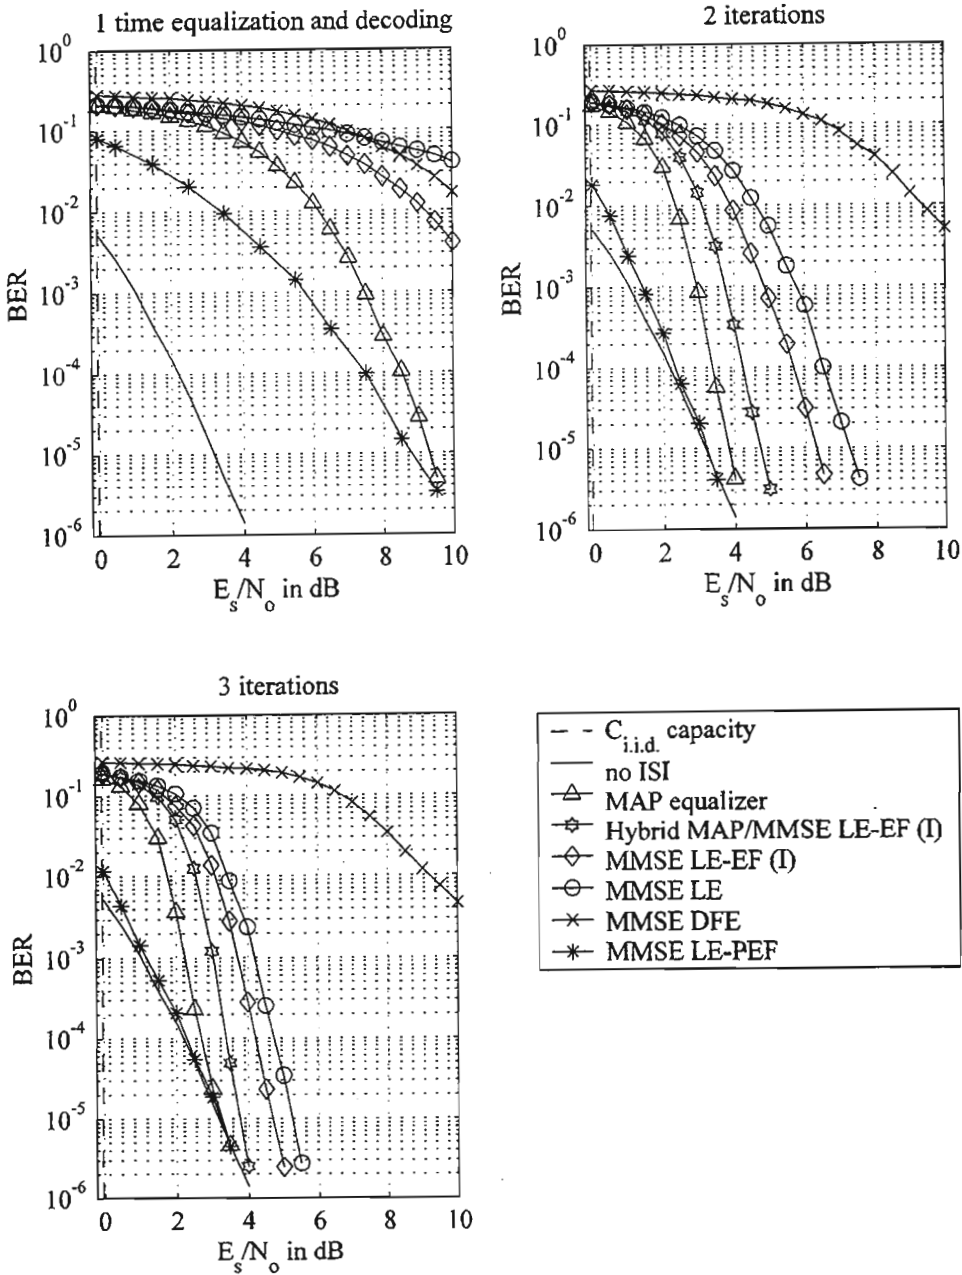 1 time equalization and decoding
10^0
10^-1
10^-2
10^-3
10^-4
10^-5
10^-6
BER
0 2 4 6 8 10
E_s/N_o in dB
2 iterations
10^0
10^-1
10^-2
10^-3
10^-4
10^-5
10^-6
BER
0 2 4 6 8 10
E_s/N_o in dB
3 iterations
10^0
10^-1
10^-2
10^-3
10^-4
10^-5
10^-6
BER
0 2 4 6 8 10
E_s/N_o in dB
C_i.i.d. capacity
no ISI
MAP equalizer
Hybrid MAP/MMSE LE-EF (I)
MMSE LE-EF (I)
MMSE LE
MMSE DFE
MMSE LE-PEF